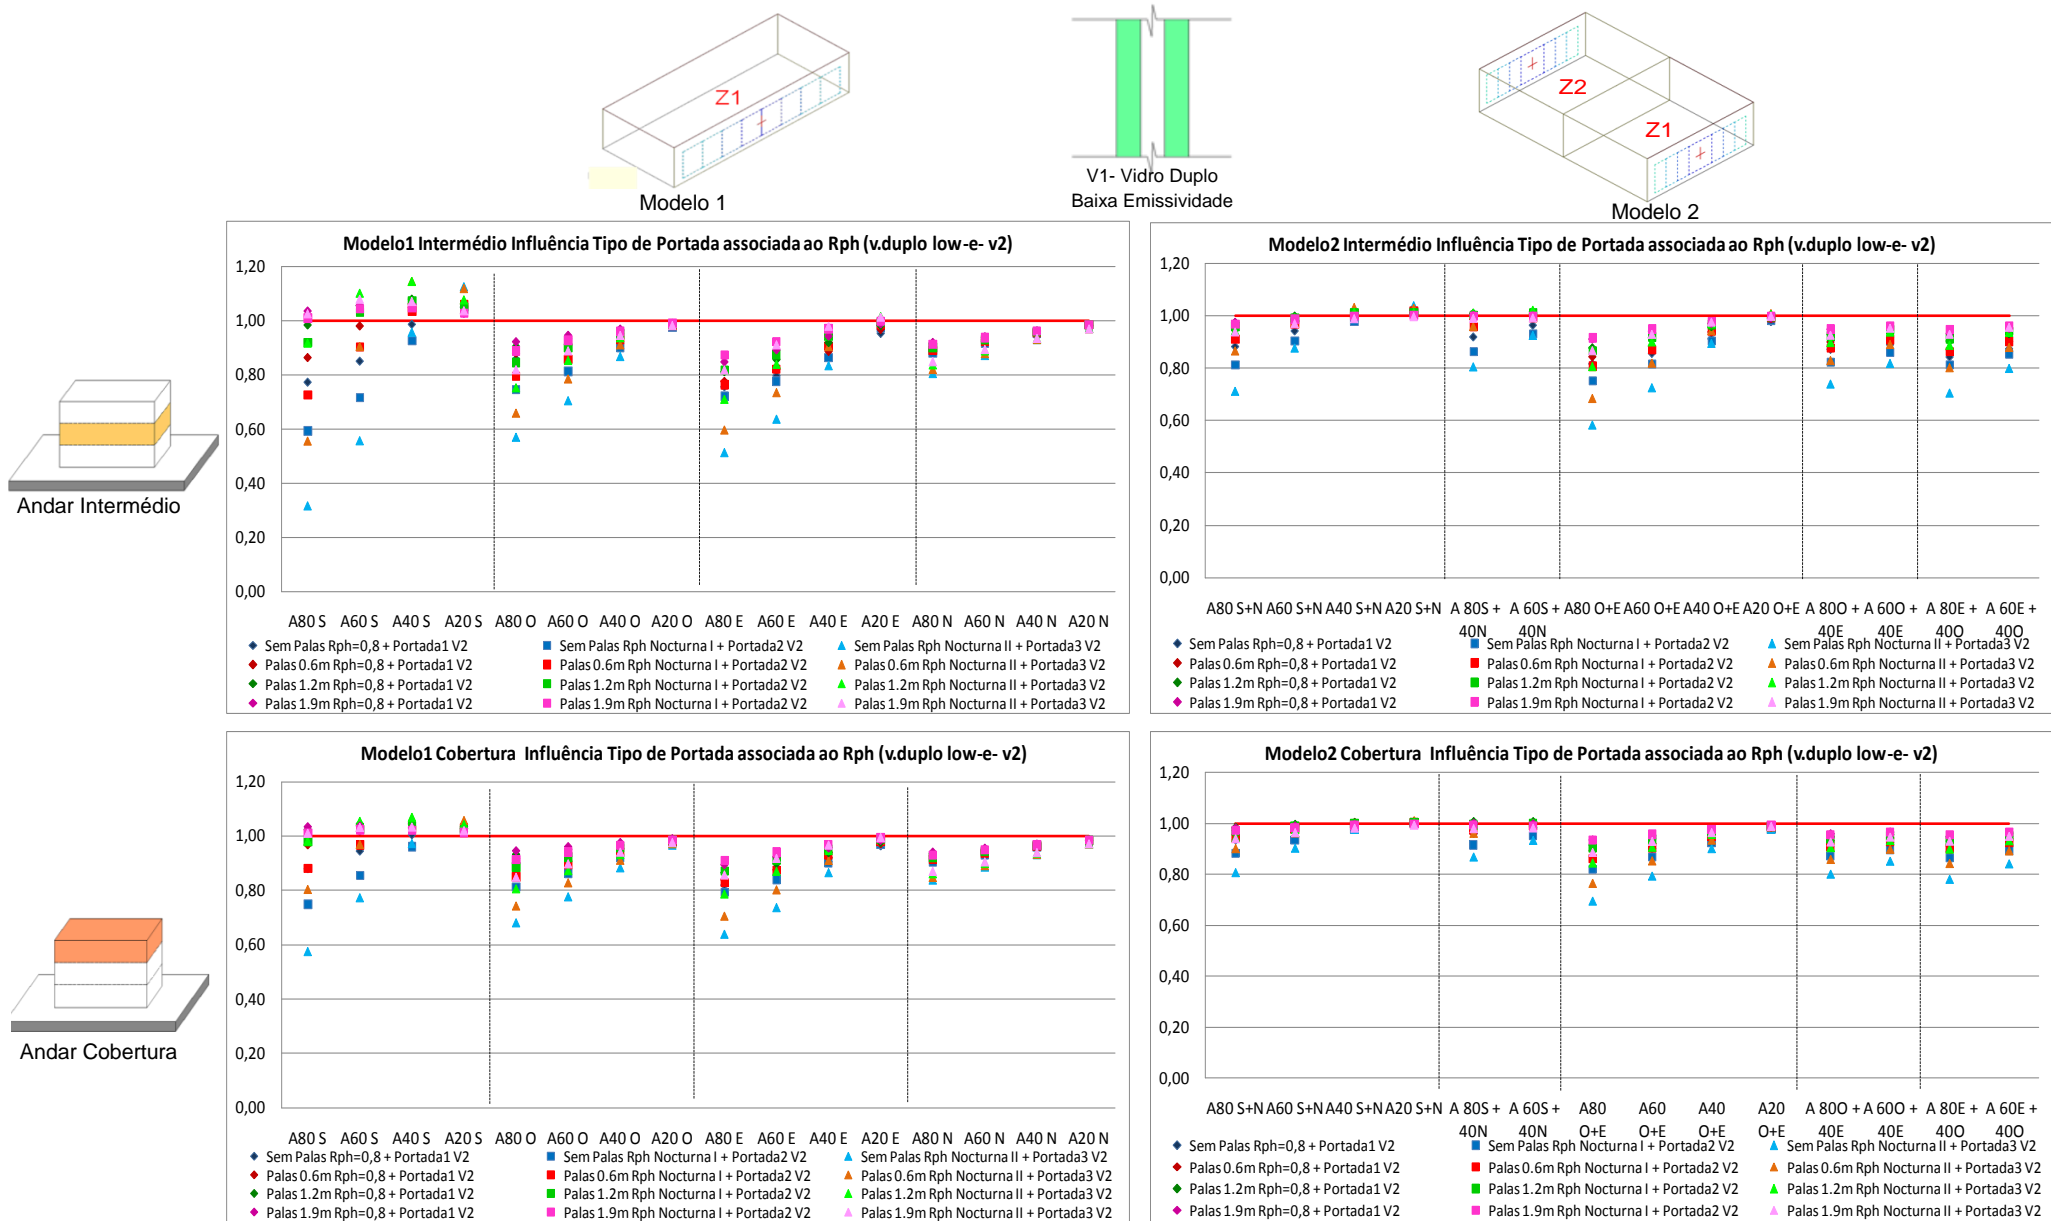 Z1
Modelo 1
V1- Vidro Duplo
Baixa Emissividade
Z2
Z1
Modelo 2
Andar Intermédio
Modelo1 Intermédio Influência Tipo de Portada associada ao Rph (v.duplo low-e- v2)
1,20
1,00
0,80
0,60
0,40
0,20
0,00
A80 S A60 S A40 S A20 S A80 O A60 O A40 O A20 O A80 E A60 E A40 E A20 E A80 N A60 N A40 N A20 N
Sem Palas Rph=0,8 + Portada1 V2 Sem Palas Rph Nocturna I + Portada2 V2 Sem Palas Rph Nocturna II + Portada3 V2
Palas 0.6m Rph=0,8 + Portada1 V2 Palas 0.6m Rph Nocturna I + Portada2 V2 Palas 0.6m Rph Nocturna II + Portada3 V2
Palas 1.2m Rph=0,8 + Portada1 V2 Palas 1.2m Rph Nocturna I + Portada2 V2 Palas 1.2m Rph Nocturna II + Portada3 V2
Palas 1.9m Rph=0,8 + Portada1 V2 Palas 1.9m Rph Nocturna I + Portada2 V2 Palas 1.9m Rph Nocturna II + Portada3 V2
Modelo2 Intermédio Influência Tipo de Portada associada ao Rph (v.duplo low-e- v2)
1,20
1,00
0,80
0,60
0,40
0,20
0,00
A80 S+N A60 S+N A40 S+N A20 S+N A 80S + A 60S + A80 O+E A60 O+E A40 O+E A20 O+E A 80O + A 60O + A 80E + A 60E +
40N 40N 40E 40E 40O 40O
Sem Palas Rph=0,8 + Portada1 V2 Sem Palas Rph Nocturna I + Portada2 V2 Sem Palas Rph Nocturna II + Portada3 V2
Palas 0.6m Rph=0,8 + Portada1 V2 Palas 0.6m Rph Nocturna I + Portada2 V2 Palas 0.6m Rph Nocturna II + Portada3 V2
Palas 1.2m Rph=0,8 + Portada1 V2 Palas 1.2m Rph Nocturna I + Portada2 V2 Palas 1.2m Rph Nocturna II + Portada3 V2
Palas 1.9m Rph=0,8 + Portada1 V2 Palas 1.9m Rph Nocturna I + Portada2 V2 Palas 1.9m Rph Nocturna II + Portada3 V2
Andar Cobertura
Modelo1 Cobertura Influência Tipo de Portada associada ao Rph (v.duplo low-e- v2)
1,20
1,00
0,80
0,60
0,40
0,20
0,00
A80 S A60 S A40 S A20 S A80 O A60 O A40 O A20 O A80 E A60 E A40 E A20 E A80 N A60 N A40 N A20 N
Sem Palas Rph=0,8 + Portada1 V2 Sem Palas Rph Nocturna I + Portada2 V2 Sem Palas Rph Nocturna II + Portada3 V2
Palas 0.6m Rph=0,8 + Portada1 V2 Palas 0.6m Rph Nocturna I + Portada2 V2 Palas 0.6m Rph Nocturna II + Portada3 V2
Palas 1.2m Rph=0,8 + Portada1 V2 Palas 1.2m Rph Nocturna I + Portada2 V2 Palas 1.2m Rph Nocturna II + Portada3 V2
Palas 1.9m Rph=0,8 + Portada1 V2 Palas 1.9m Rph Nocturna I + Portada2 V2 Palas 1.9m Rph Nocturna II + Portada3 V2
Modelo2 Cobertura Influência Tipo de Portada associada ao Rph (v.duplo low-e- v2)
1,20
1,00
0,80
0,60
0,40
0,20
0,00
A80 S+N A60 S+N A40 S+N A20 S+N A 80S + A 60S + A80 A60 A40 A20 A 80O + A 60O + A 80E + A 60E +
40N 40N O+E O+E O+E O+E 40E 40E 40O 40O
Sem Palas Rph=0,8 + Portada1 V2 Sem Palas Rph Nocturna I + Portada2 V2 Sem Palas Rph Nocturna II + Portada3 V2
Palas 0.6m Rph=0,8 + Portada1 V2 Palas 0.6m Rph Nocturna I + Portada2 V2 Palas 0.6m Rph Nocturna II + Portada3 V2
Palas 1.2m Rph=0,8 + Portada1 V2 Palas 1.2m Rph Nocturna I + Portada2 V2 Palas 1.2m Rph Nocturna II + Portada3 V2
Palas 1.9m Rph=0,8 + Portada1 V2 Palas 1.9m Rph Nocturna I + Portada2 V2 Palas 1.9m Rph Nocturna II + Portada3 V2